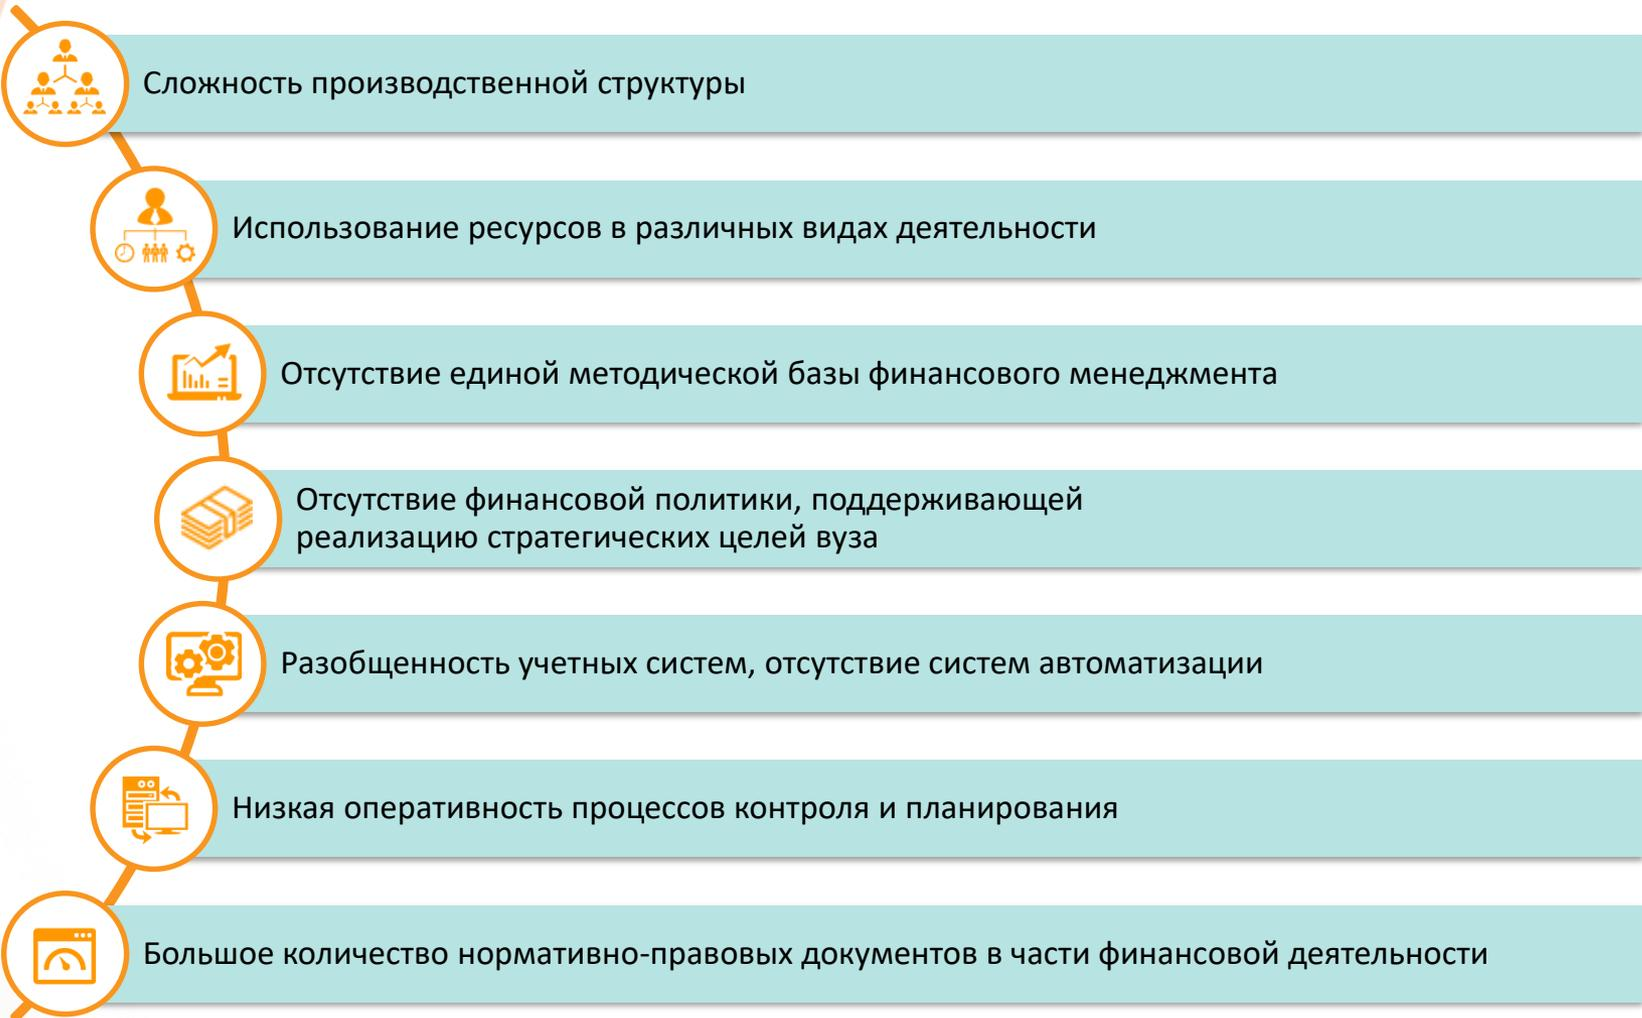 Сложность производственной структуры
Использование ресурсов в различных видах деятельности
Отсутствие единой методической базы финансового менеджмента
Отсутствие финансовой политики, поддерживающей
реализацию стратегических целей вуза
Разобщенность учетных систем, отсутствие систем автоматизации
Низкая оперативность процессов контроля и планирования
Большое количество нормативно-правовых документов в части финансовой деятельности